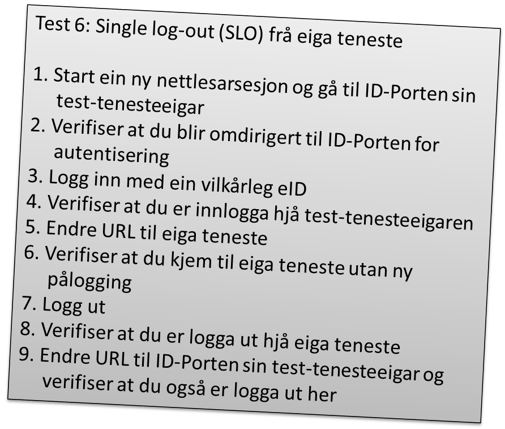 Test 6: Single log-out (SLO) frå eiga teneste
1. Start ein ny nettlesarsesjon og gå til ID-Porten sin
test-tenesteeigar
2. Verifiser at du blir omdirigert til ID-Porten for
autentisering
3. Logg inn med ein vilkårleg eID
4. Verifiser at du er innlogga hjå test-tenesteeigaren
5. Endre URL til eiga teneste
6. Verifiser at du kjem til eiga teneste utan ny
pålogging
7. Logg ut
8. Verifiser at du er logga ut hjå eiga teneste
9. Endre URL til ID-Porten sin test-tenesteeigar og
verifiser at du også er logga ut her